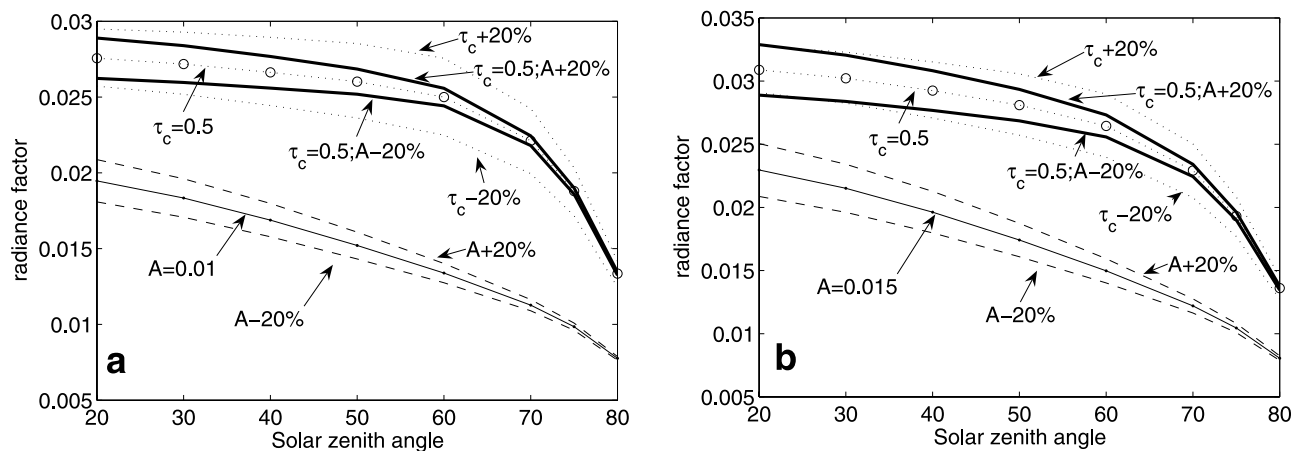 0.03
0.025
0.02
0.015
0.01
0.005
radiance factor
τc+20%
τc=0.5;A+20%
τc=0.5
τc=0.5;A−20%
τc−20%
A+20%
A=0.01
A−20%
a
20 30 40 50 60 70 80
Solar zenith angle
0.04
0.035
0.03
0.025
0.02
0.015
0.01
0.005
radiance factor
τc+20%
τc=0.5;A+20%
τc=0.5
τc=0.5;A−20%
τc−20%
A+20%
A=0.015
A−20%
b
20 30 40 50 60 70 80
Solar zenith angle